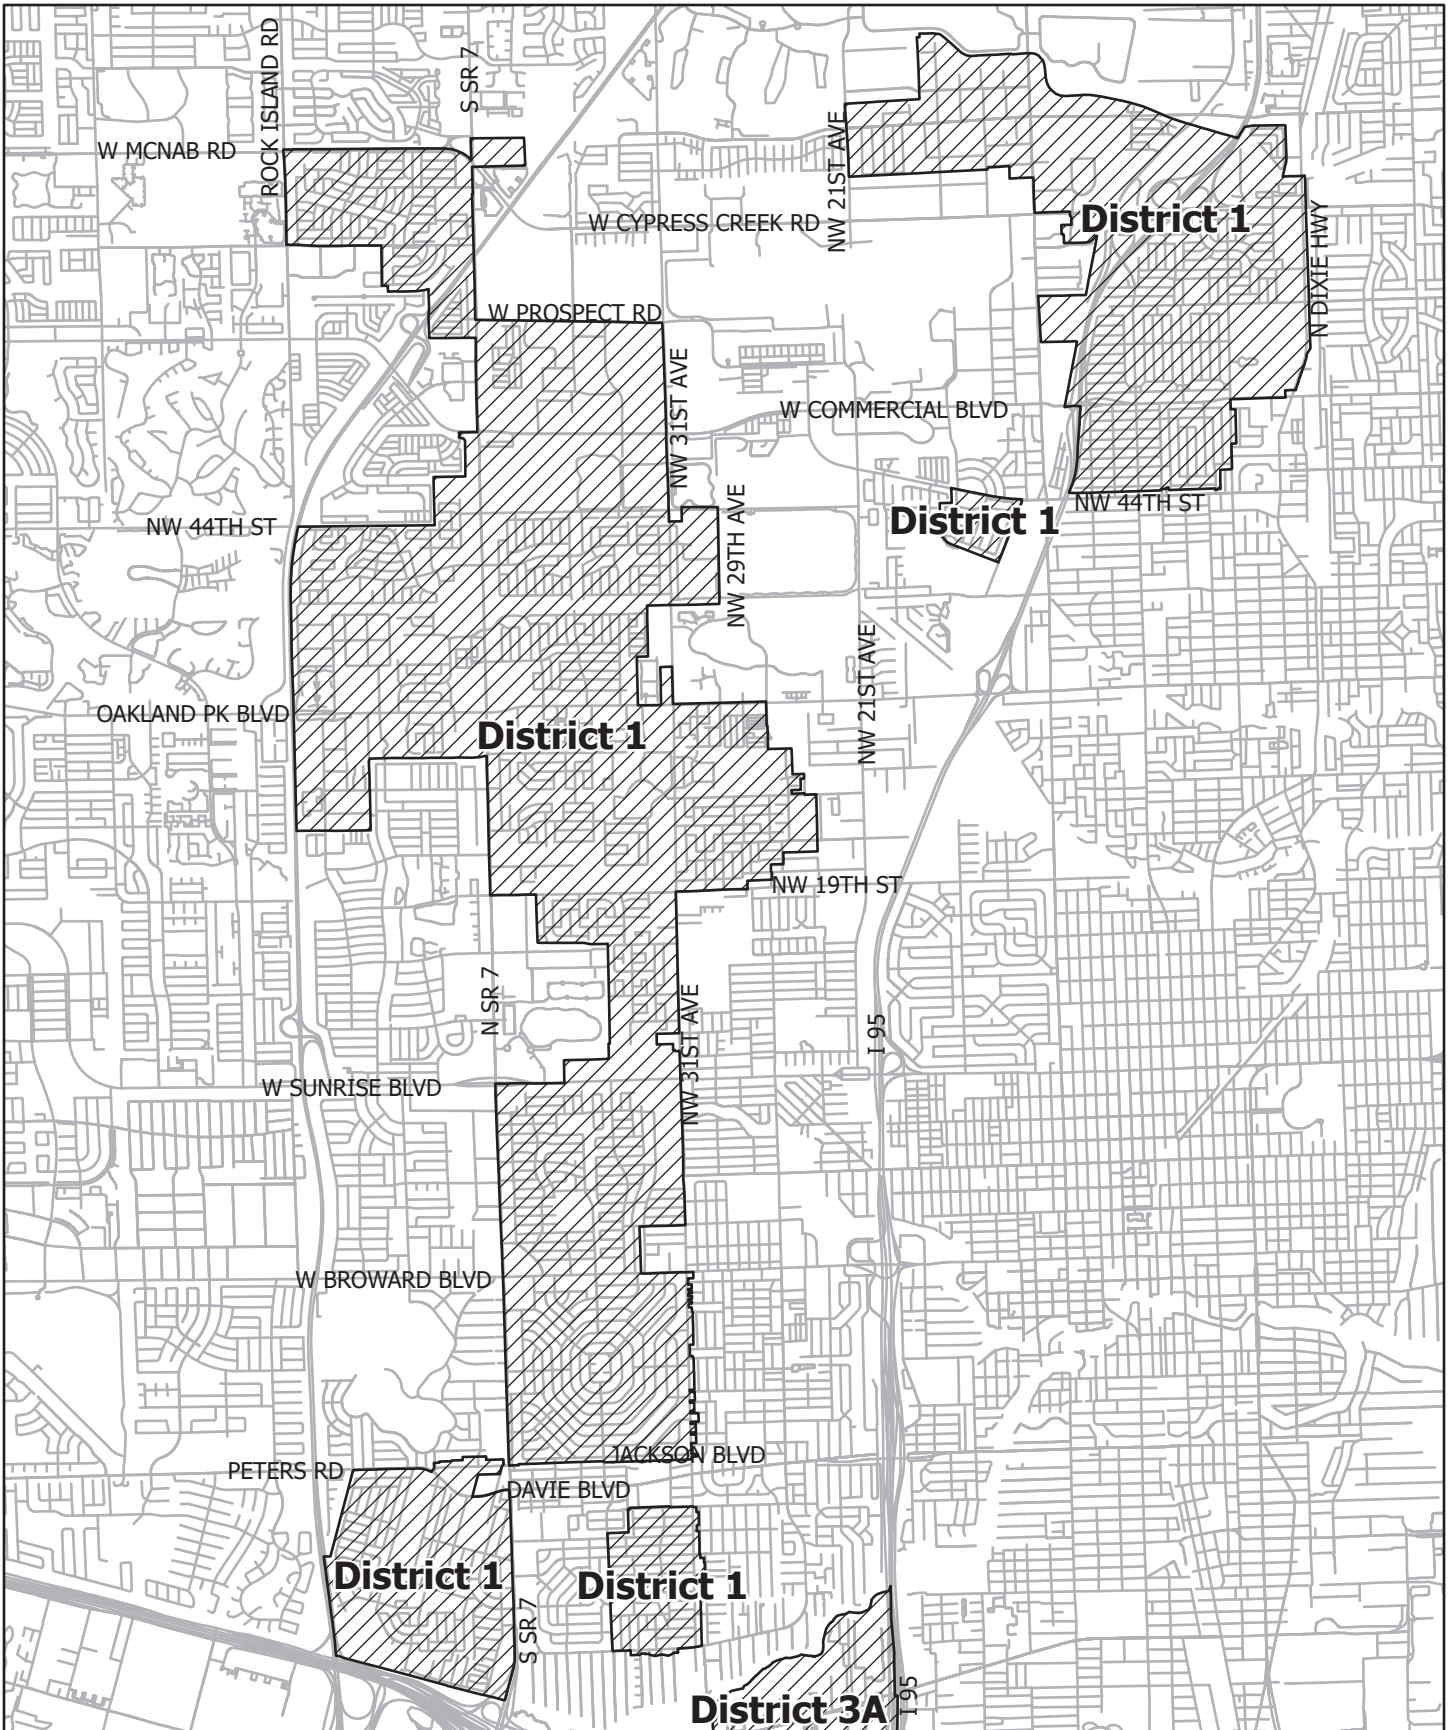 ROCK ISLAND RD
S SR 7
W MCNAB RD
NW 21ST AVE
W CYPRESS CREEK RD
District 1
N DIXIE HWY
W PROSPECT RD
NW 31ST AVE
W COMMERCIAL BLVD
NW 29TH AVE
NW 44TH ST
District 1
NW 44TH ST
NW 21ST AVE
OAKLAND PK BLVD
District 1
NW 19TH ST
N SR 7
NW 31ST AVE
I 95
W SUNRISE BLVD
W BROWARD BLVD
JACKSON BLVD
PETERS RD
DAVIE BLVD
District 1
District 1
S SR 7
District 3A
I 95